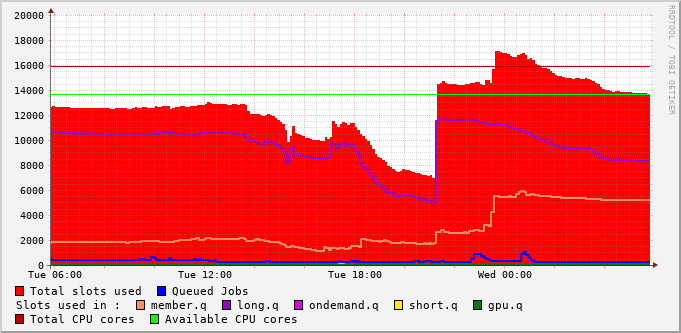 20000
18000
16000
14000
12000
10000
8000
6000
4000
2000
0
Tue 06:00 Tue 12:00 Tue 18:00 Wed 00:00
RRDTOOL / TOBI OETIKER
Total slots used Queued Jobs
Slots used in : member.q long.q ondemand.q short.q gpu.q
Total CPU cores Available CPU cores